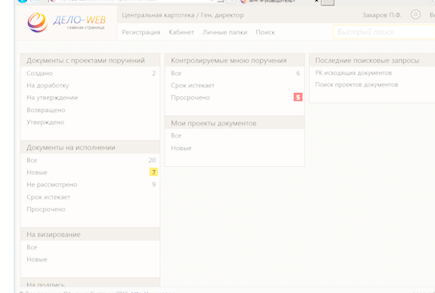 ДЕЛО-WEB
главная страница
Центральная картотека / Ген. директор
Захаров П.Ф.
Регистрация Кабинет Личные папки Поиск
Быстрый поиск
Документы с проектами поручений
Создано 2
На доработку
На утверждении
Возвращено
Утверждено
Документы на исполнении
Все 20
Новые 7
Не рассмотрено 9
Срок истекает
Просрочено
На визирование
Все
Новые
На подпись
Контролируемые мною поручения
Все 6
Срок истекает
Просрочено 5
Мои проекты документов
Все
Новые
Последние поисковые запросы
РК исходящих документов
Поиск проектов документов